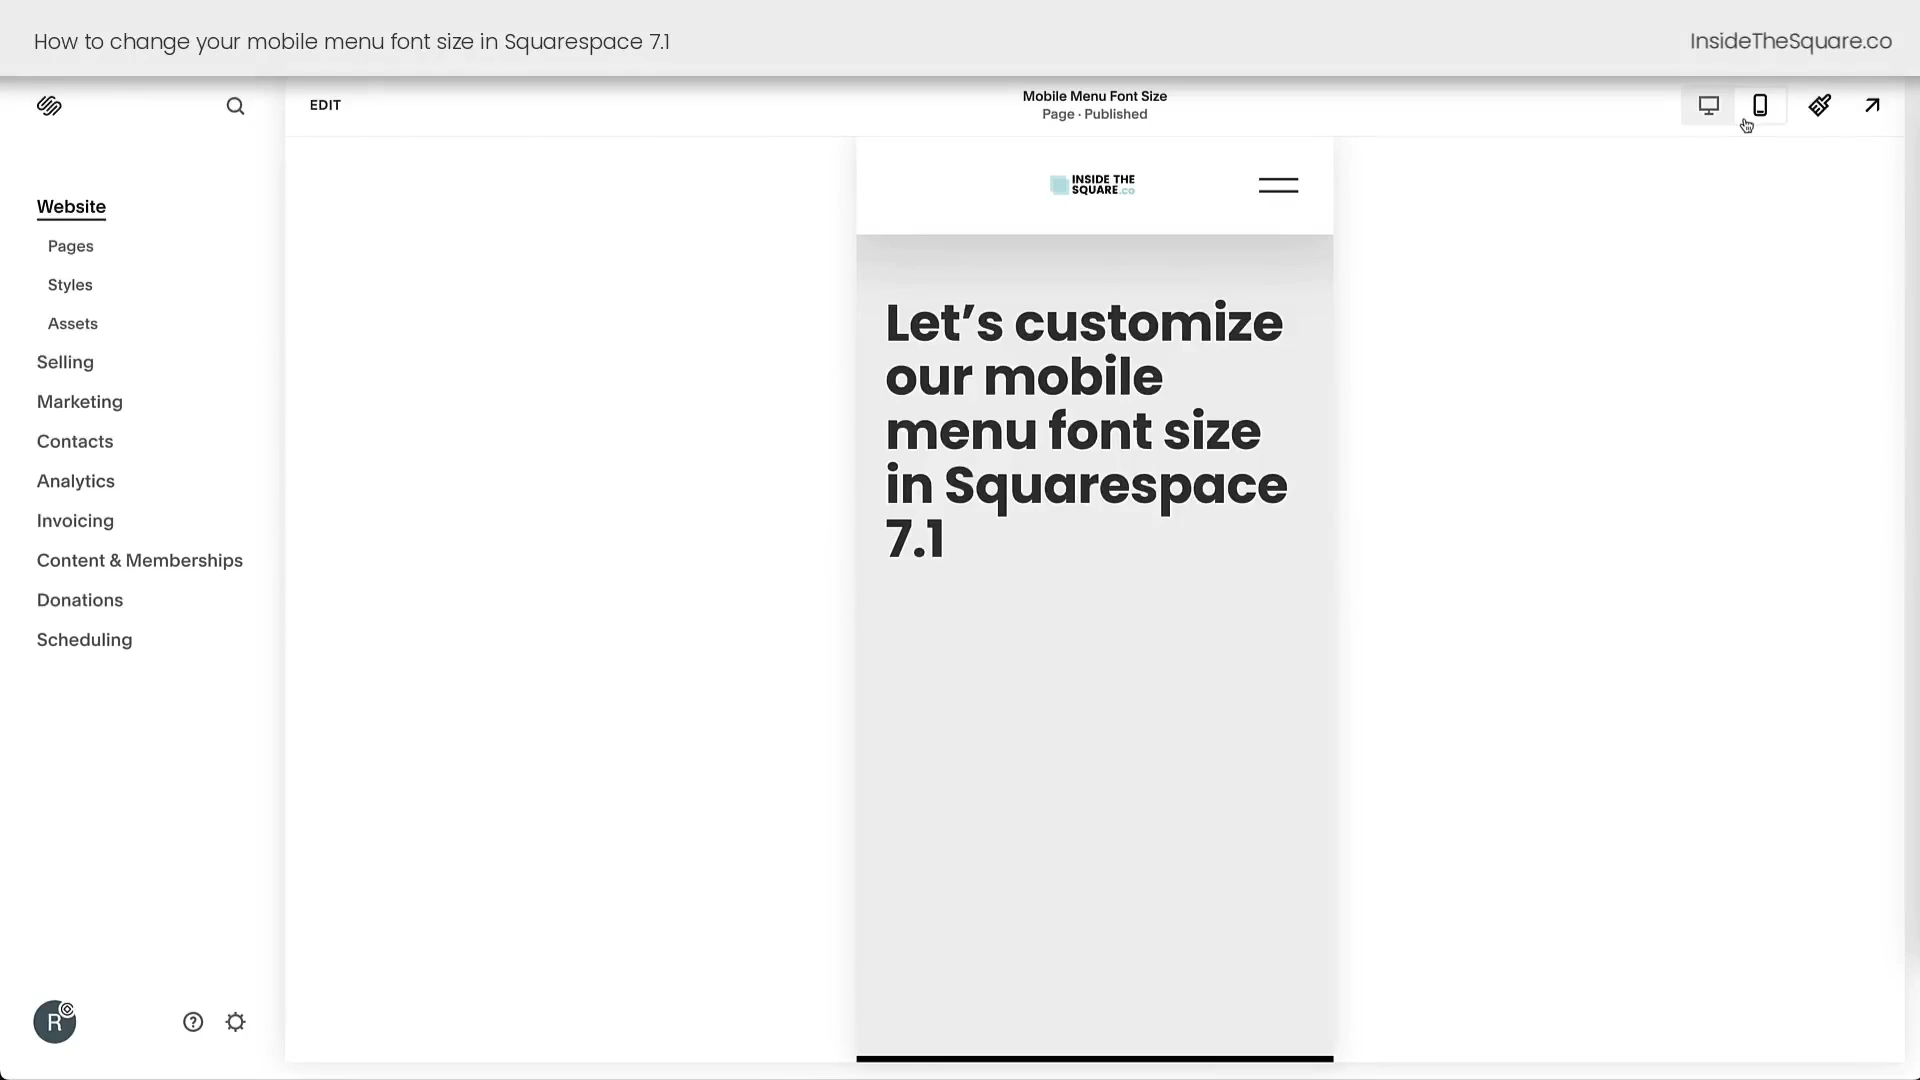 How to change your mobile menu font size in Squarespace 7.1
InsideTheSquare.co
EDIT
Mobile Menu Font Size
Page · Published
Website
Pages
Styles
Assets
Selling
Marketing
Contacts
Analytics
Invoicing
Content & Memberships
Donations
Scheduling
R
INSIDE THE
SQUARE.co
Let’s customize
our mobile
menu font size
in Squarespace
7.1